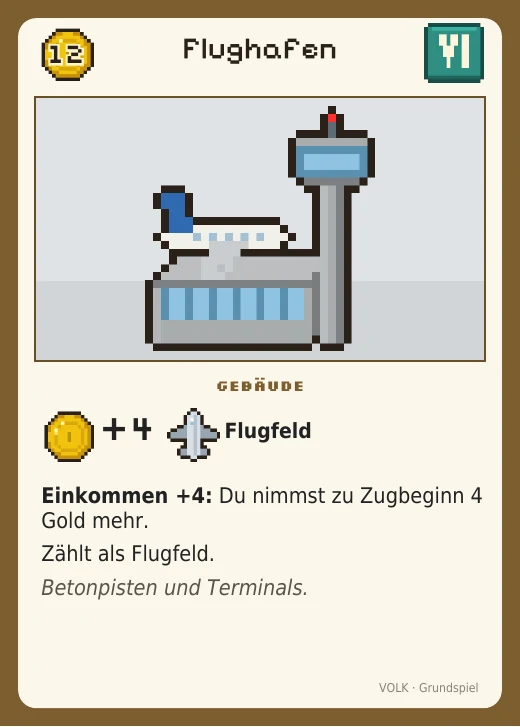 12
Flughafen
VI
GEBÄUDE
+4 Flugfeld
Einkommen +4: Du nimmst zu Zugbeginn 4
Gold mehr.
Zählt als Flugfeld.
Betonpisten und Terminals.
VOLK · Grundspiel